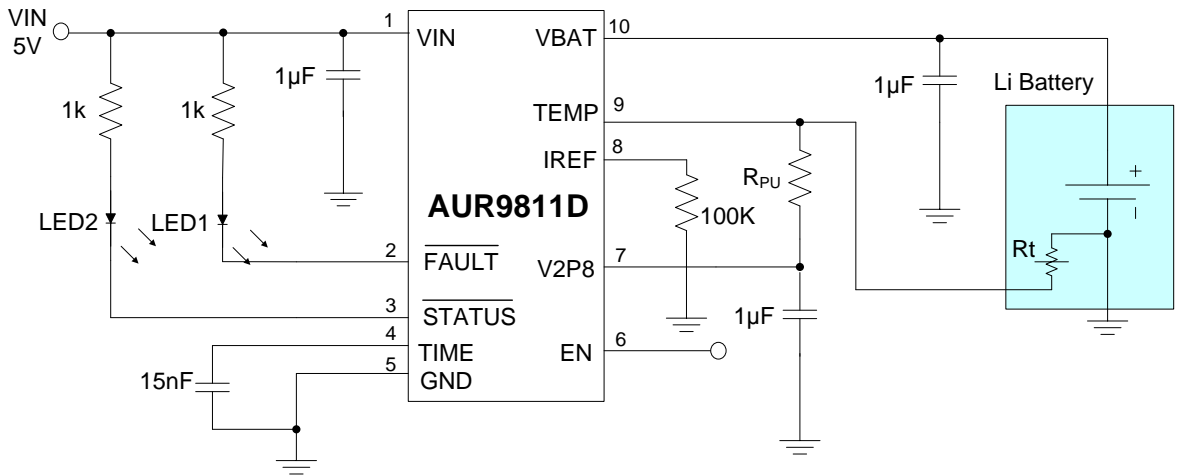 VIN
5V
1
VIN
VBAT
10
1k
1k
1µF
1µF
Li Battery
TEMP
9
IREF
8
R_PU
+
AUR9811D
100K
LED2
LED1
−
2
FAULT
V2P8
7
Rt
3
STATUS
1µF
4
TIME
EN
6
15nF
5
GND